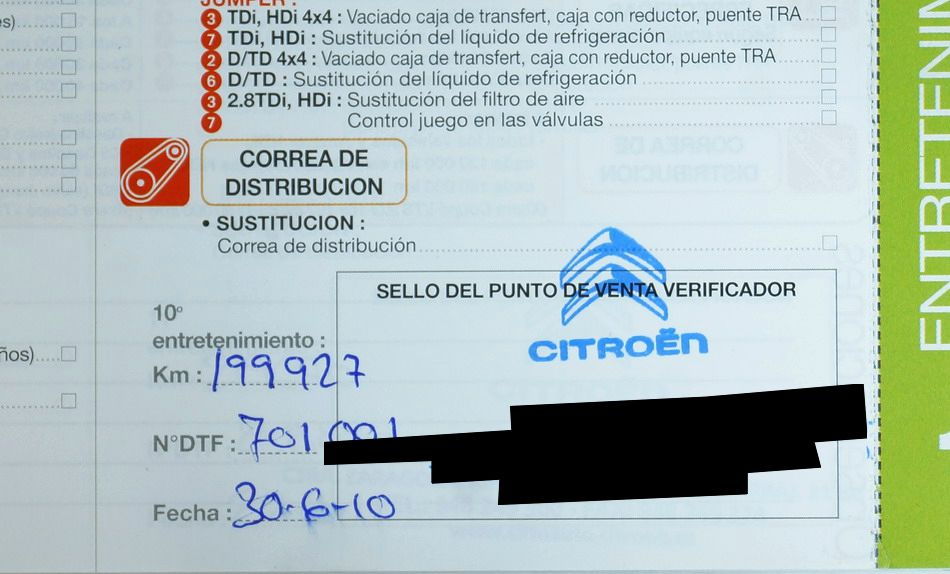 JUMPER :
3 TDi, HDi 4x4 : Vaciado caja de transfert, caja con reductor, puente TRA
7 TDi, HDi : Sustitución del líquido de refrigeración
2 D/TD 4x4: Vaciado caja de transfert, caja con reductor, puente TRA
6 D/TD : Sustitución del líquido de refrigeración
3 2.8TDi, HDi : Sustitución del filtro de aire
7 Control juego en las válvulas
CORREA DE
DISTRIBUCION
• SUSTITUCION :
Correa de distribución
SELLO DEL PUNTO DE VENTA VERIFICADOR
CITROËN
10º
entretenimiento :
Km : 199927
N°DTF : 701 001
Fecha : 30-6-10
ños)